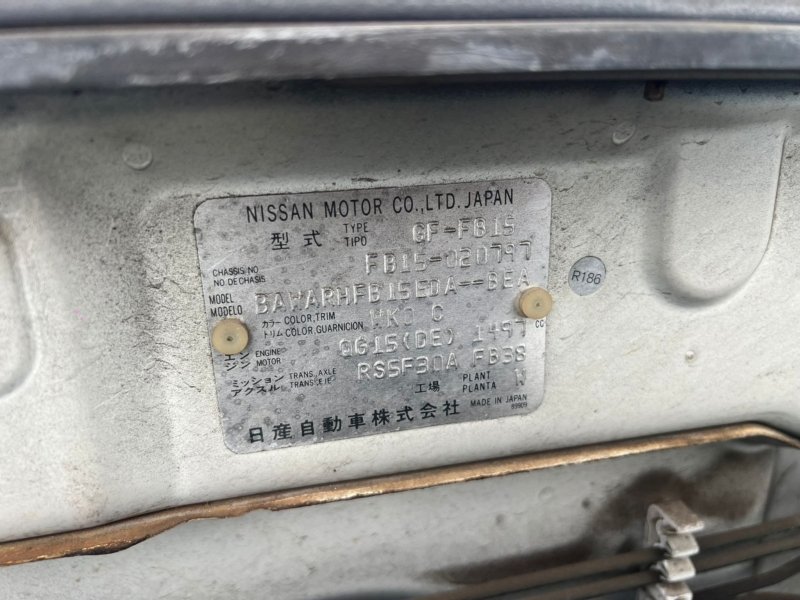 NISSAN MOTOR CO.,LTD.JAPAN
型式 TYPE TIPO GF-FB15
CHASSIS NO NO DE CHASIS FB15-020797
MODEL MODELO BAYARHFB15EDA--BEA
カラー COLOR,TRIM
トリム COLOR,GUARNICION
C
エンジン ENGINE MOTOR QG15(DE) 1497 CC
ミッション TRANS.,AXLE
アクスル TRANS,EJE
RS5F30A FB38
工場 PLANT PLANTA
MADE IN JAPAN
89909
日産自動車株式会社
R186